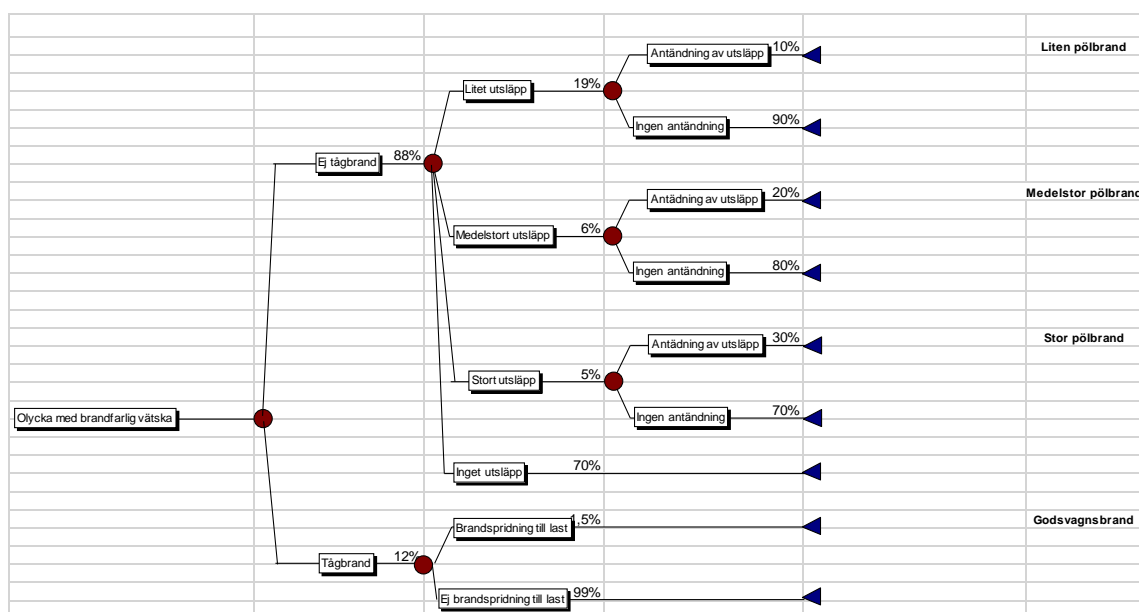 Antändning av utsläpp 10% Liten pölbrand
Litet utsläpp 19%
Ingen antändning 90%
Ej tågbrand 88%
Antädning av utsläpp 20% Medelstor pölbrand
Medelstort utsläpp 6%
Ingen antändning 80%
Antädning av utsläpp 30% Stor pölbrand
Stort utsläpp 5%
Olycka med brandfarlig vätska
Ingen antändning 70%
Inget utsläpp 70%
Brandspridning till last 1,5% Godsvagnsbrand
Tågbrand 12%
Ej brandspridning till last 99%